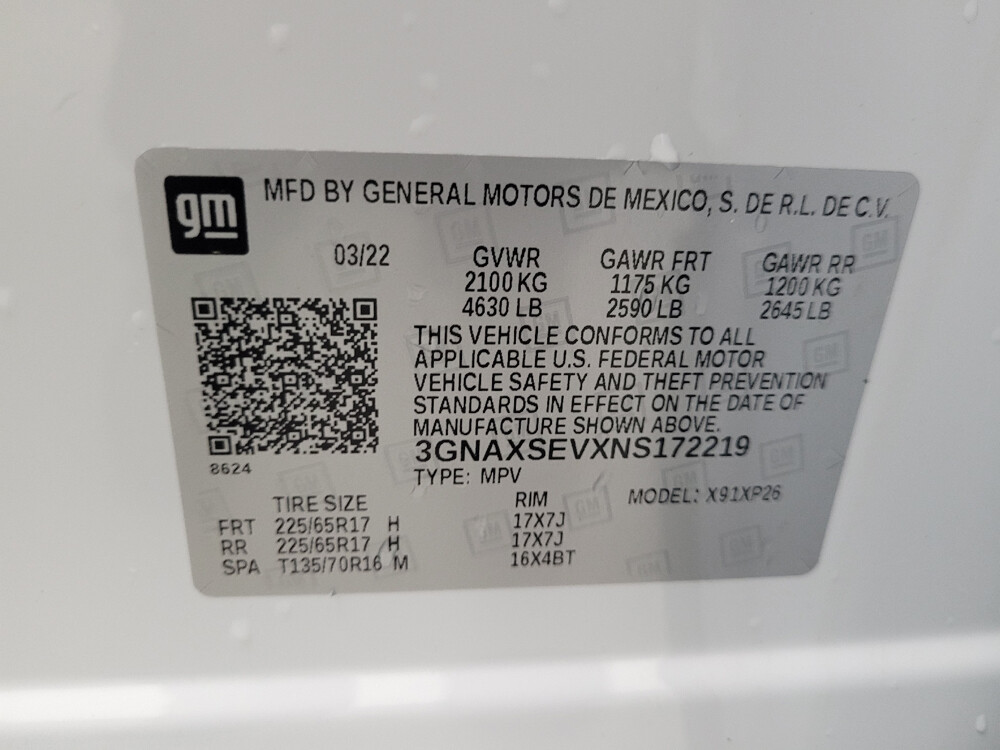 gm MFD BY GENERAL MOTORS DE MEXICO, S. DE R.L. DE C.V.
03/22 GVWR GAWR FRT GAWR RR
2100 KG 1175 KG 1200 KG
4630 LB 2590 LB 2645 LB
THIS VEHICLE CONFORMS TO ALL
APPLICABLE U.S. FEDERAL MOTOR
VEHICLE SAFETY AND THEFT PREVENTION
STANDARDS IN EFFECT ON THE DATE OF
MANUFACTURE SHOWN ABOVE.
3GNAXSEVXNS172219
8624
TYPE: MPV
TIRE SIZE RIM MODEL: X91XP26
FRT 225/65R17 H 17X7J
RR 225/65R17 H 17X7J
SPA T135/70R16 M 16X4BT